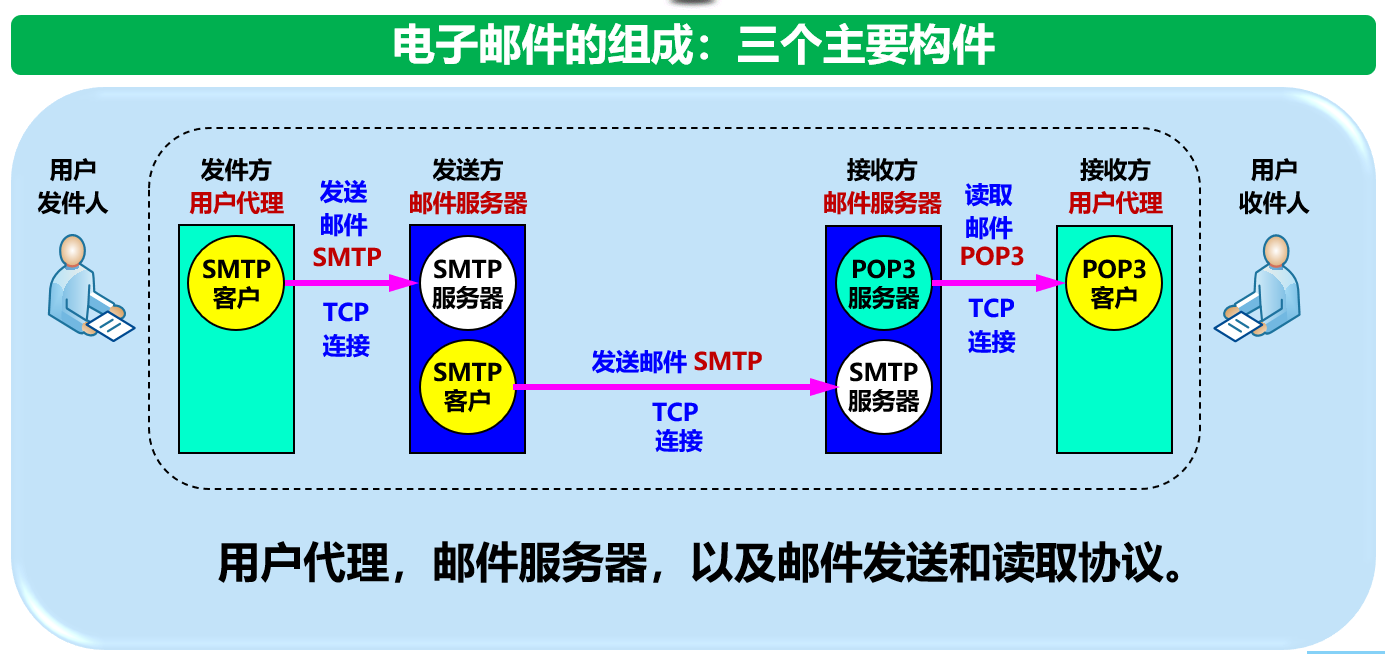 电子邮件的组成：三个主要构件
用户
发件人
发件方
用户代理
发送
邮件
SMTP
TCP
连接
SMTP
客户
发送方
邮件服务器
SMTP
服务器
SMTP
客户
发送邮件 SMTP
TCP
连接
接收方
邮件服务器
POP3
服务器
SMTP
服务器
读取
邮件
POP3
TCP
连接
接收方
用户代理
POP3
客户
用户
收件人
用户代理，邮件服务器，以及邮件发送和读取协议。